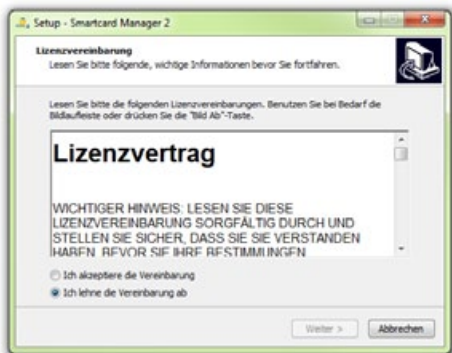 Setup - Smartcard Manager 2
Lizenzvereinbarung
Lesen Sie bitte folgende, wichtige Informationen bevor Sie fortfahren.
Lesen Sie bitte die folgenden Lizenzvereinbarungen. Benutzen Sie bei Bedarf die
Bildlaufleiste oder drücken Sie die "Bild Ab"-Taste.
Lizenzvertrag
WICHTIGER HINWEIS: LESEN SIE DIESE
LIZENZVEREINBARUNG SORGFÄLTIG DURCH UND
STELLEN SIE SICHER, DASS SIE SIE VERSTANDEN
HABEN, BEVOR SIE IHRE BESTIMMUNGEN
Ich akzeptiere die Vereinbarung
Ich lehne die Vereinbarung ab
Weiter >
Abbrechen